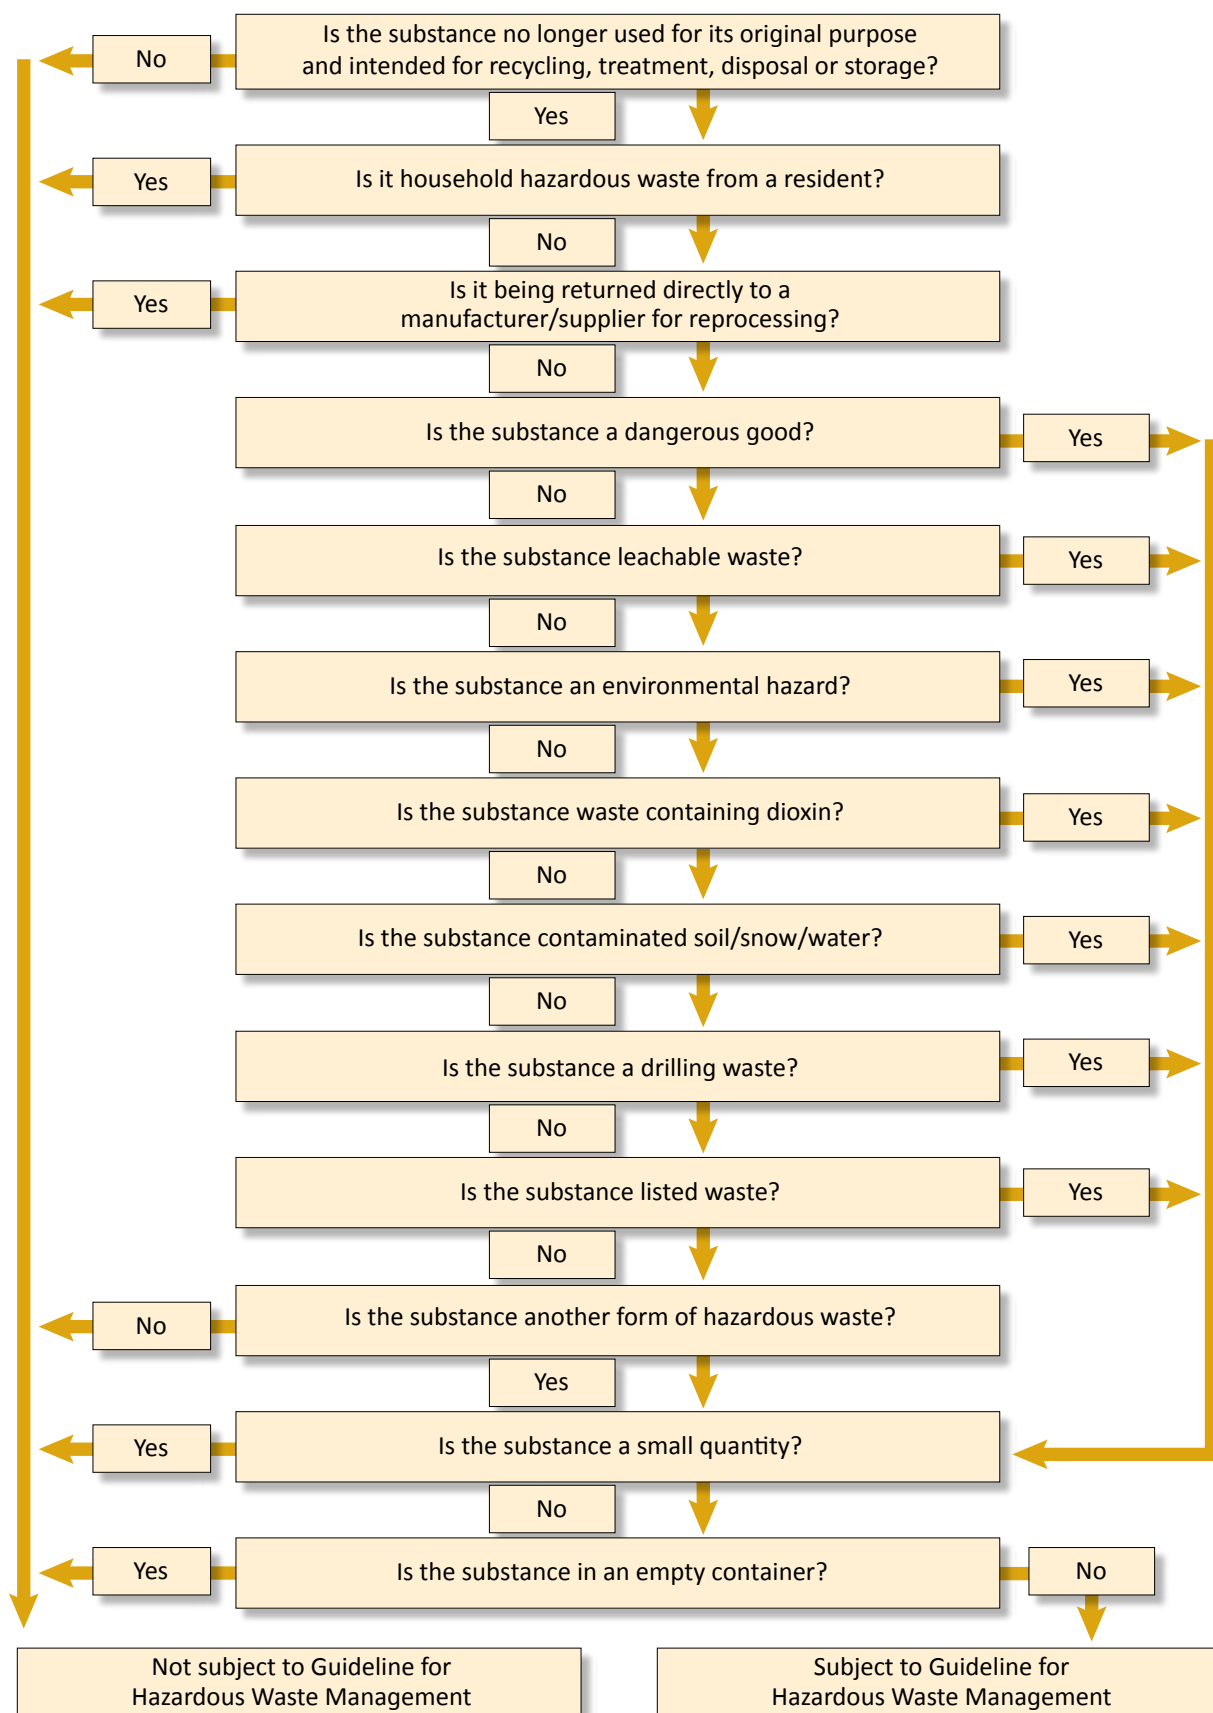 Is the substance no longer used for its original purpose
and intended for recycling, treatment, disposal or storage?
No
Yes
Is it household hazardous waste from a resident?
Yes
No
Is it being returned directly to a
manufacturer/supplier for reprocessing?
Yes
No
Is the substance a dangerous good?
Yes
No
Is the substance leachable waste?
Yes
No
Is the substance an environmental hazard?
Yes
No
Is the substance waste containing dioxin?
Yes
No
Is the substance contaminated soil/snow/water?
Yes
No
Is the substance a drilling waste?
Yes
No
Is the substance listed waste?
Yes
No
Is the substance another form of hazardous waste?
No
Yes
Is the substance a small quantity?
Yes
No
Is the substance in an empty container?
Yes
No
Not subject to Guideline for
Hazardous Waste Management
Subject to Guideline for
Hazardous Waste Management